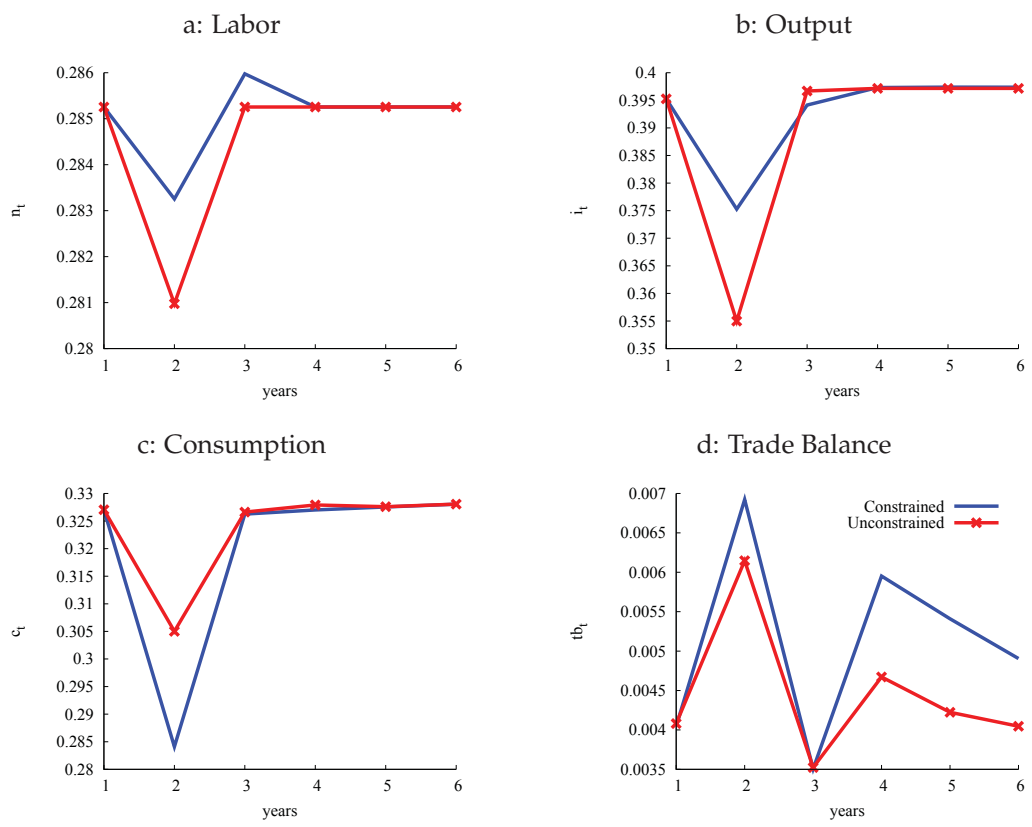 a: Labor
0.286
0.285
0.284
0.283
0.282
0.281
0.28
n_t
1 2 3 4 5 6
years
b: Output
0.4
0.395
0.39
0.385
0.38
0.375
0.37
0.365
0.36
0.355
0.35
i_t
1 2 3 4 5 6
years
c: Consumption
0.33
0.325
0.32
0.315
0.31
0.305
0.3
0.295
0.29
0.285
0.28
c_t
1 2 3 4 5 6
years
d: Trade Balance
0.007
0.0065
0.006
0.0055
0.005
0.0045
0.004
0.0035
tb_t
Constrained
Unconstrained
1 2 3 4 5 6
years